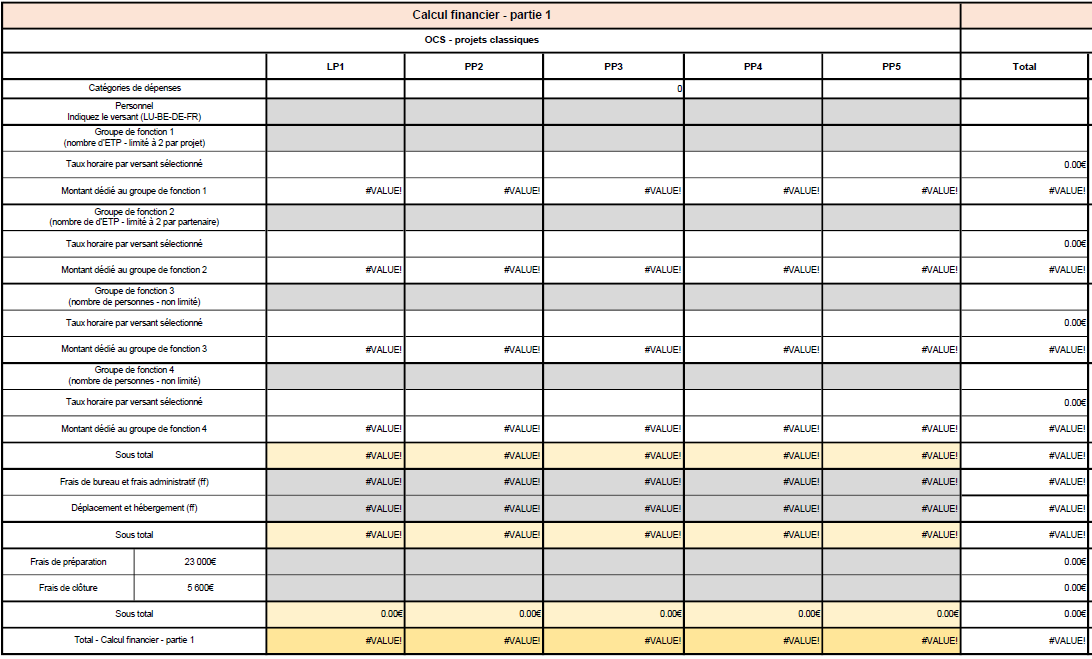 Calcul financier - partie 1
OCS - projets classiques
LP1 PP2 PP3 PP4 PP5 Total
Catégories de dépenses 0
Personnel
Indiquez le versant (LU-BE-DE-FR)
Groupe de fonction 1
(nombre d'ETP - limité à 2 par projet)
Taux horaire par versant sélectionné 0.00€
Montant dédié au groupe de fonction 1 #VALUE! #VALUE! #VALUE! #VALUE! #VALUE! #VALUE!
Groupe de fonction 2
(nombre de d'ETP - limité à 2 par partenaire)
Taux horaire par versant sélectionné 0.00€
Montant dédié au groupe de fonction 2 #VALUE! #VALUE! #VALUE! #VALUE! #VALUE! #VALUE!
Groupe de fonction 3
(nombre de personnes - non limité)
Taux horaire par versant sélectionné 0.00€
Montant dédié au groupe de fonction 3 #VALUE! #VALUE! #VALUE! #VALUE! #VALUE! #VALUE!
Groupe de fonction 4
(nombre de personnes - non limité)
Taux horaire par versant sélectionné 0.00€
Montant dédié au groupe de fonction 4 #VALUE! #VALUE! #VALUE! #VALUE! #VALUE! #VALUE!
Sous total #VALUE! #VALUE! #VALUE! #VALUE! #VALUE! #VALUE!
Frais de bureau et frais administratif (ff) #VALUE! #VALUE! #VALUE! #VALUE! #VALUE! #VALUE!
Déplacement et hébergement (ff) #VALUE! #VALUE! #VALUE! #VALUE! #VALUE! #VALUE!
Sous total #VALUE! #VALUE! #VALUE! #VALUE! #VALUE! #VALUE!
Frais de préparation 23 000€ 0.00€
Frais de clôture 5 600€ 0.00€
Sous total 0.00€ 0.00€ 0.00€ 0.00€ 0.00€ 0.00€
Total - Calcul financier - partie 1 #VALUE! #VALUE! #VALUE! #VALUE! #VALUE! #VALUE!